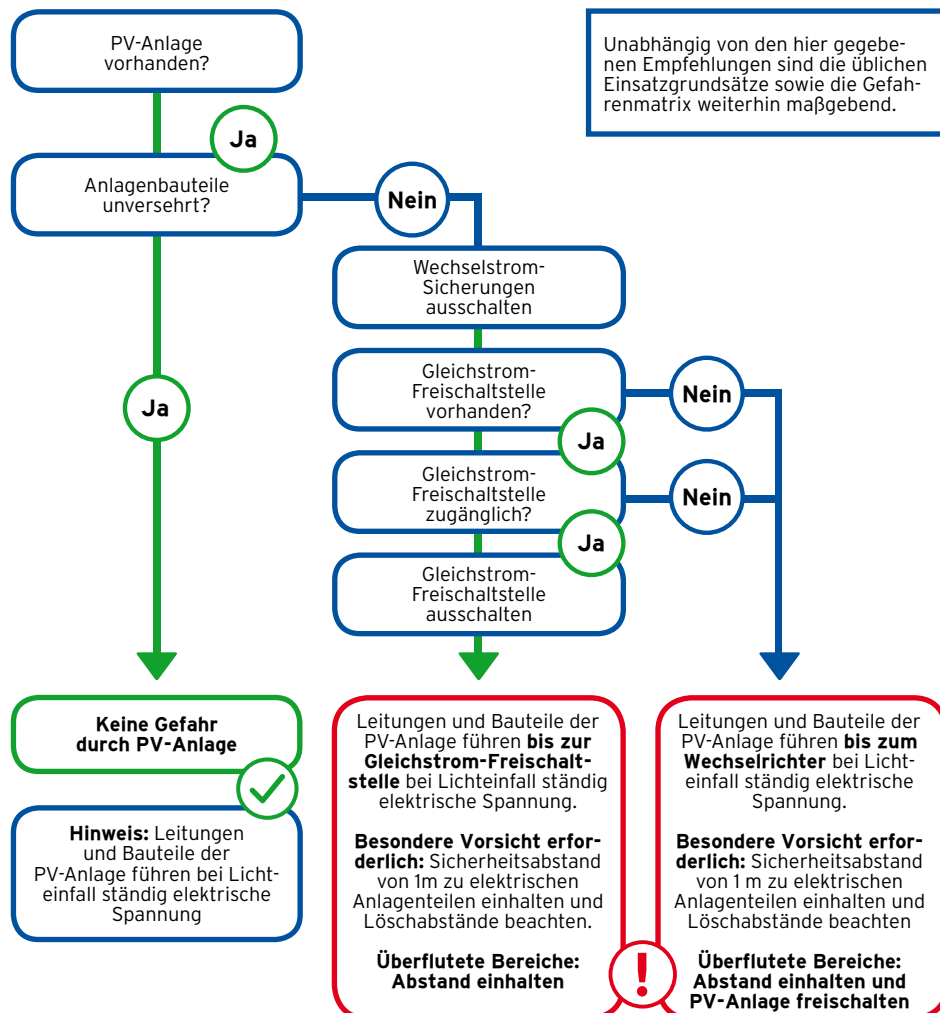 PV-Anlage
vorhanden?
Unabhängig von den hier gegebe-
nen Empfehlungen sind die üblichen
Einsatzgrundsätze sowie die Gefah-
renmatrix weiterhin maßgebend.
Ja
Anlagenbauteile
unversehrt?
Nein
Wechselstrom-
Sicherungen
ausschalten
Gleichstrom-
Freischaltstelle
vorhanden?
Nein
Ja
Ja
Gleichstrom-
Freischaltstelle
zugänglich?
Nein
Ja
Gleichstrom-
Freischaltstelle
ausschalten
Keine Gefahr
durch PV-Anlage
Hinweis: Leitungen
und Bauteile der
PV-Anlage führen bei Licht-
einfall ständig elektrische
Spannung
Leitungen und Bauteile der
PV-Anlage führen bis zur
Gleichstrom-Freischalt-
stelle bei Lichteinfall ständig
elektrische Spannung.
Besondere Vorsicht erfor-
derlich: Sicherheitsabstand
von 1m zu elektrischen
Anlagenteilen einhalten und
Löschabstände beachten.
Überflutete Bereiche:
Abstand einhalten
!
Leitungen und Bauteile der
PV-Anlage führen bis zum
Wechselrichter bei Licht-
einfall ständig elektrische
Spannung.
Besondere Vorsicht erfor-
derlich: Sicherheitsabstand
von 1 m zu elektrischen
Anlagenteilen einhalten und
Löschabstände beachten
Überflutete Bereiche:
Abstand einhalten und
PV-Anlage freischalten